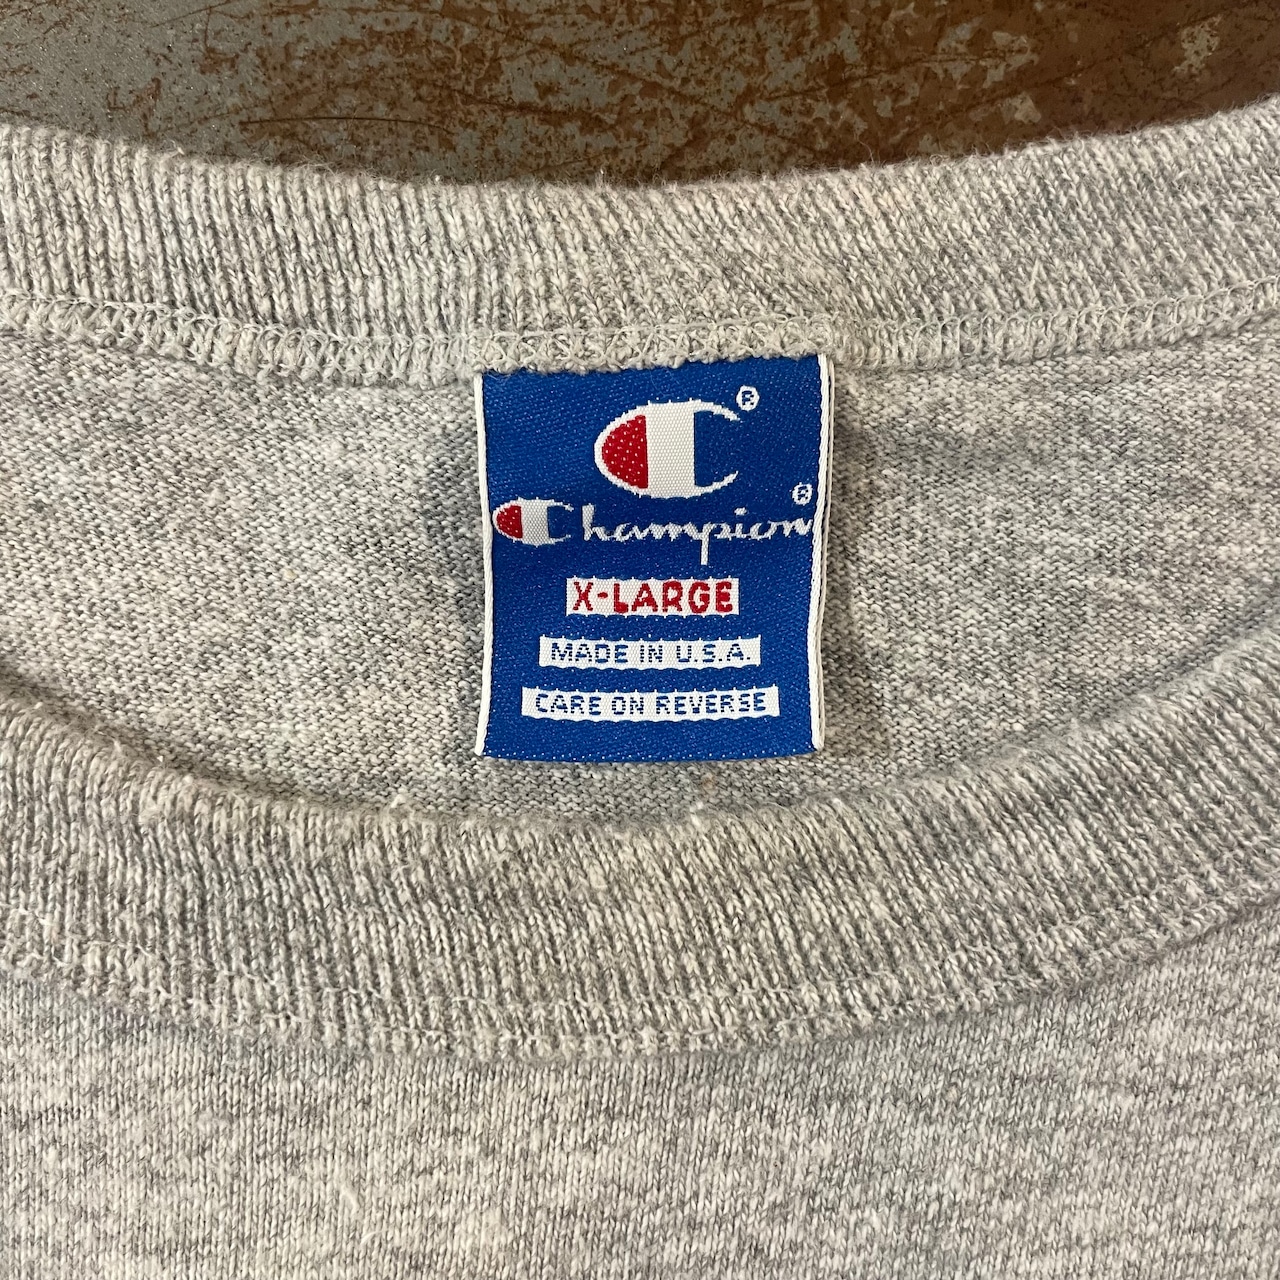 C®
Champion®
X-LARGE
MADE IN U.S.A.
CARE ON REVERSE